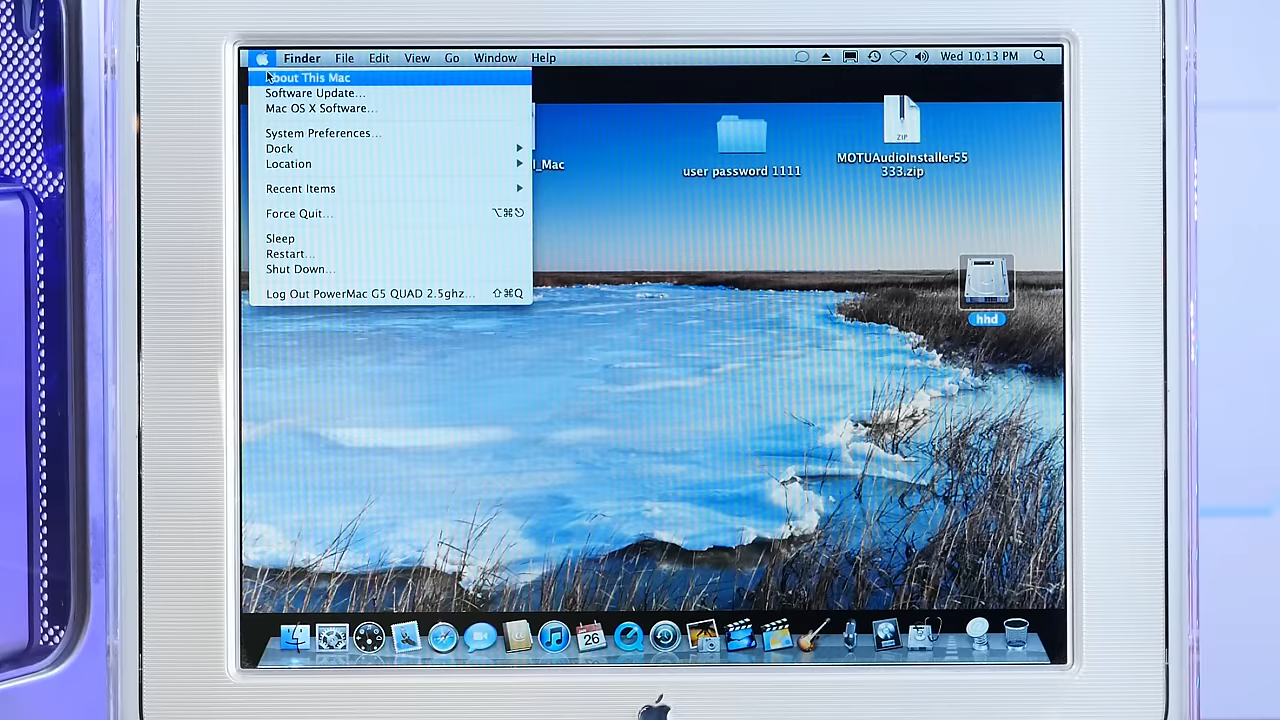 Finder File Edit View Go Window Help Wed 10:13 PM
About This Mac
Software Update...
Mac OS X Software...
System Preferences...
Dock
Location
Recent Items
Force Quit... ⌥⌘⎋
Sleep
Restart...
Shut Down...
Log Out PowerMac G5 QUAD 2.5ghz... ⇧⌘Q
l_Mac
user password 1111
ZIP
MOTUAudioInstaller55
333.zip
hhd
26